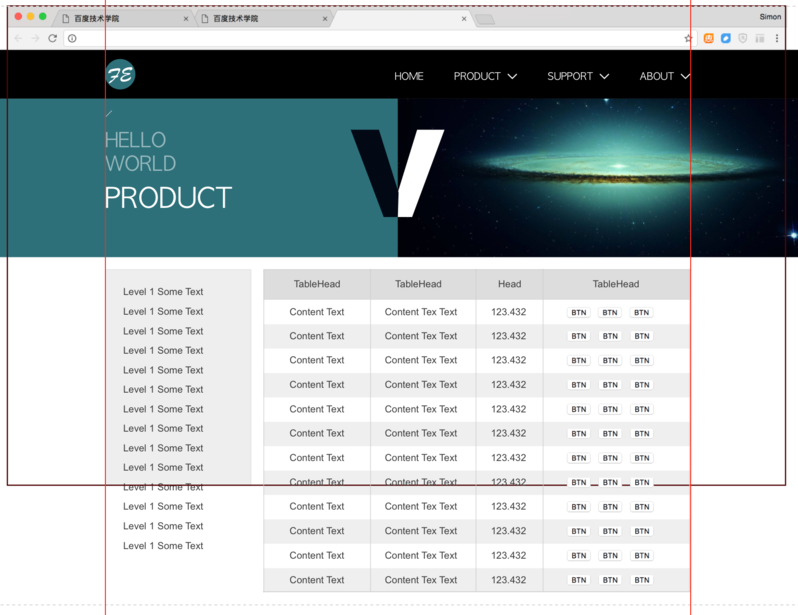 百度技术学院
百度技术学院
Simon
FE
HOME PRODUCT SUPPORT ABOUT
HELLO
WORLD
PRODUCT
V
Level 1 Some Text
Level 1 Some Text
Level 1 Some Text
Level 1 Some Text
Level 1 Some Text
Level 1 Some Text
Level 1 Some Text
Level 1 Some Text
Level 1 Some Text
Level 1 Some Text
Level 1 Some Text
Level 1 Some Text
Level 1 Some Text
Level 1 Some Text
TableHead TableHead Head TableHead
Content Text Content Tex Text 123.432 BTN BTN BTN
Content Text Content Tex Text 123.432 BTN BTN BTN
Content Text Content Tex Text 123.432 BTN BTN BTN
Content Text Content Tex Text 123.432 BTN BTN BTN
Content Text Content Tex Text 123.432 BTN BTN BTN
Content Text Content Tex Text 123.432 BTN BTN BTN
Content Text Content Tex Text 123.432 BTN BTN BTN
Content Text Content Tex Text 123.432 BTN BTN BTN
Content Text Content Tex Text 123.432 BTN BTN BTN
Content Text Content Tex Text 123.432 BTN BTN BTN
Content Text Content Tex Text 123.432 BTN BTN BTN
Content Text Content Tex Text 123.432 BTN BTN BTN